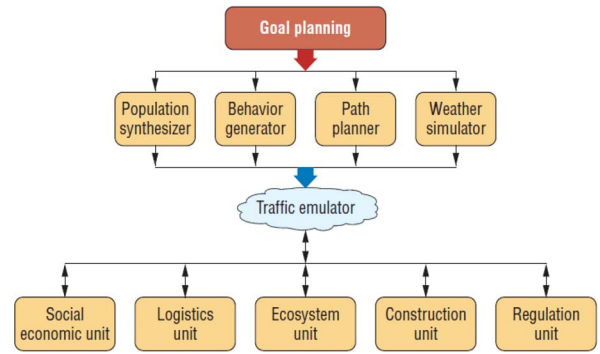 Goal planning
Population
synthesizer
Behavior
generator
Path
planner
Weather
simulator
Traffic emulator
Social
economic unit
Logistics
unit
Ecosystem
unit
Construction
unit
Regulation
unit